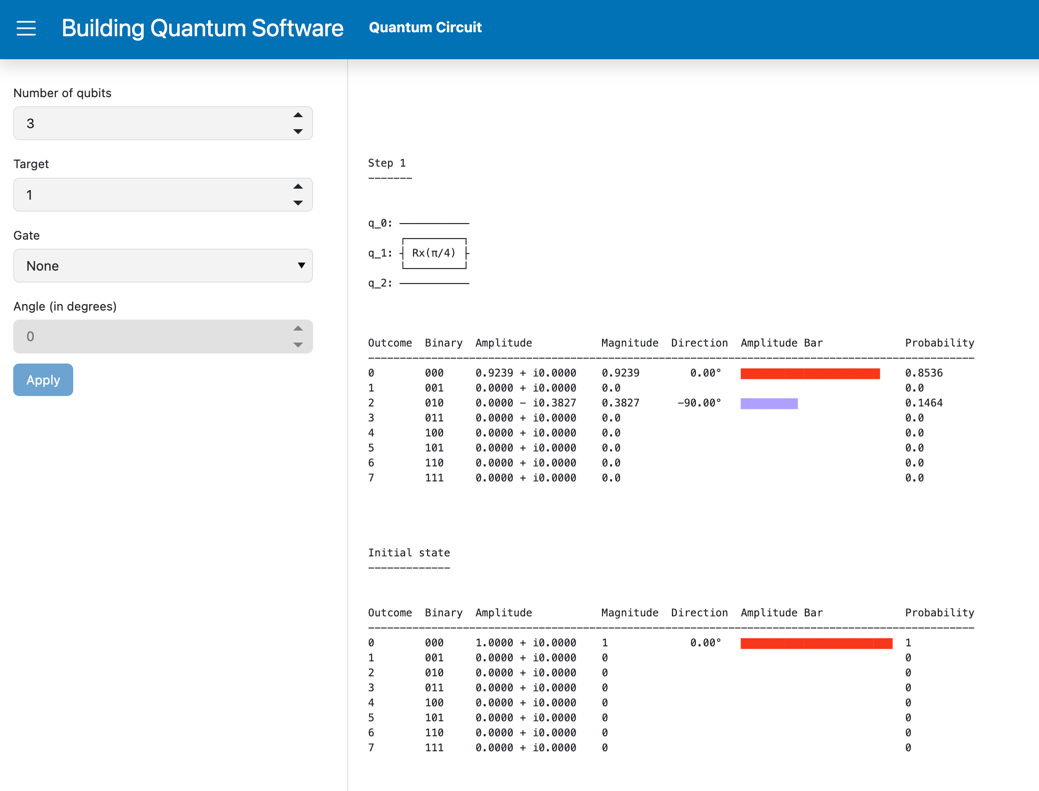 Building Quantum Software Quantum Circuit
Number of qubits
3
Target
1
Gate
None
Angle (in degrees)
0
Apply
Step 1
-------
q_0:
q_1: Rx(π/4)
q_2:
Outcome Binary Amplitude Magnitude Direction Amplitude Bar Probability
0 000 0.9239 + i0.0000 0.9239 0.00° 0.8536
1 001 0.0000 + i0.0000 0.0 0.0
2 010 0.0000 - i0.3827 0.3827 -90.00° 0.1464
3 011 0.0000 + i0.0000 0.0 0.0
4 100 0.0000 + i0.0000 0.0 0.0
5 101 0.0000 + i0.0000 0.0 0.0
6 110 0.0000 + i0.0000 0.0 0.0
7 111 0.0000 + i0.0000 0.0 0.0
Initial state
-------------
Outcome Binary Amplitude Magnitude Direction Amplitude Bar Probability
0 000 1.0000 + i0.0000 1 0.00° 1
1 001 0.0000 + i0.0000 0 0
2 010 0.0000 + i0.0000 0 0
3 011 0.0000 + i0.0000 0 0
4 100 0.0000 + i0.0000 0 0
5 101 0.0000 + i0.0000 0 0
6 110 0.0000 + i0.0000 0 0
7 111 0.0000 + i0.0000 0 0